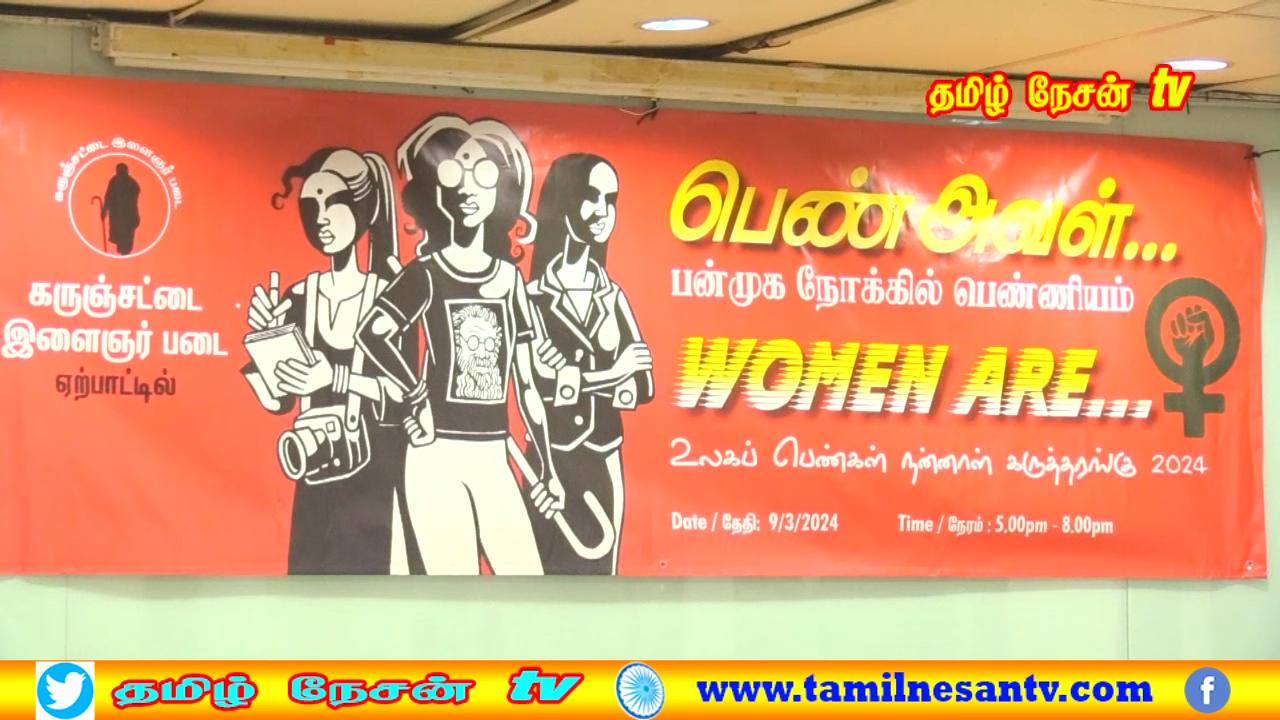 தமிழ் நேசன் tv
கருஞ்சட்டை இளைஞர் படை
கருஞ்சட்டை
இளைஞர் படை
ஏற்பாட்டில்
பெண் அவள்...
பன்முக நோக்கில் பெண்ணியம்
WOMEN ARE...
உலகப் பெண்கள் நன்னாள் கருத்தரங்கு 2024
Date / தேதி: 9/3/2024 Time / நேரம் : 5.00pm - 8.00pm
தமிழ் நேசன் tv www.tamilnesantv.com